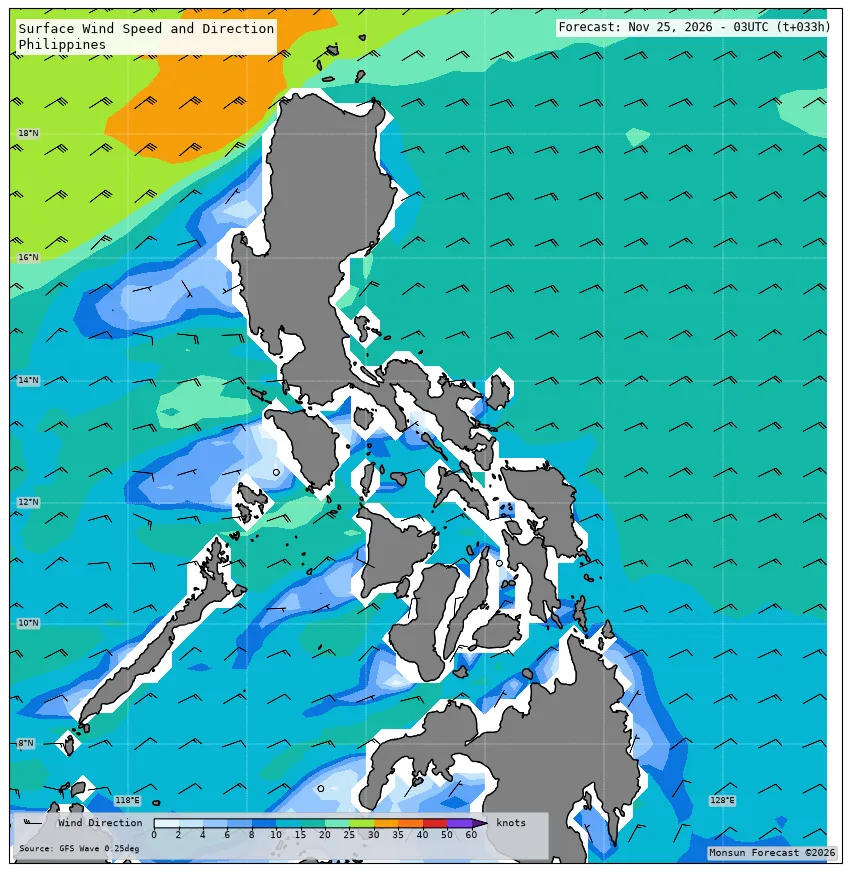 Surface Wind Speed and Direction
Philippines
Forecast: Nov 25, 2026 - 03UTC (t+033h)
18°N
16°N
14°N
12°N
10°N
8°N
118°E
128°E
Wind Direction
0 2 4 6 8 10 15 20 25 30 35 40 50 60
knots
Source: GFS Wave 0.25deg
Monsun Forecast ©2026